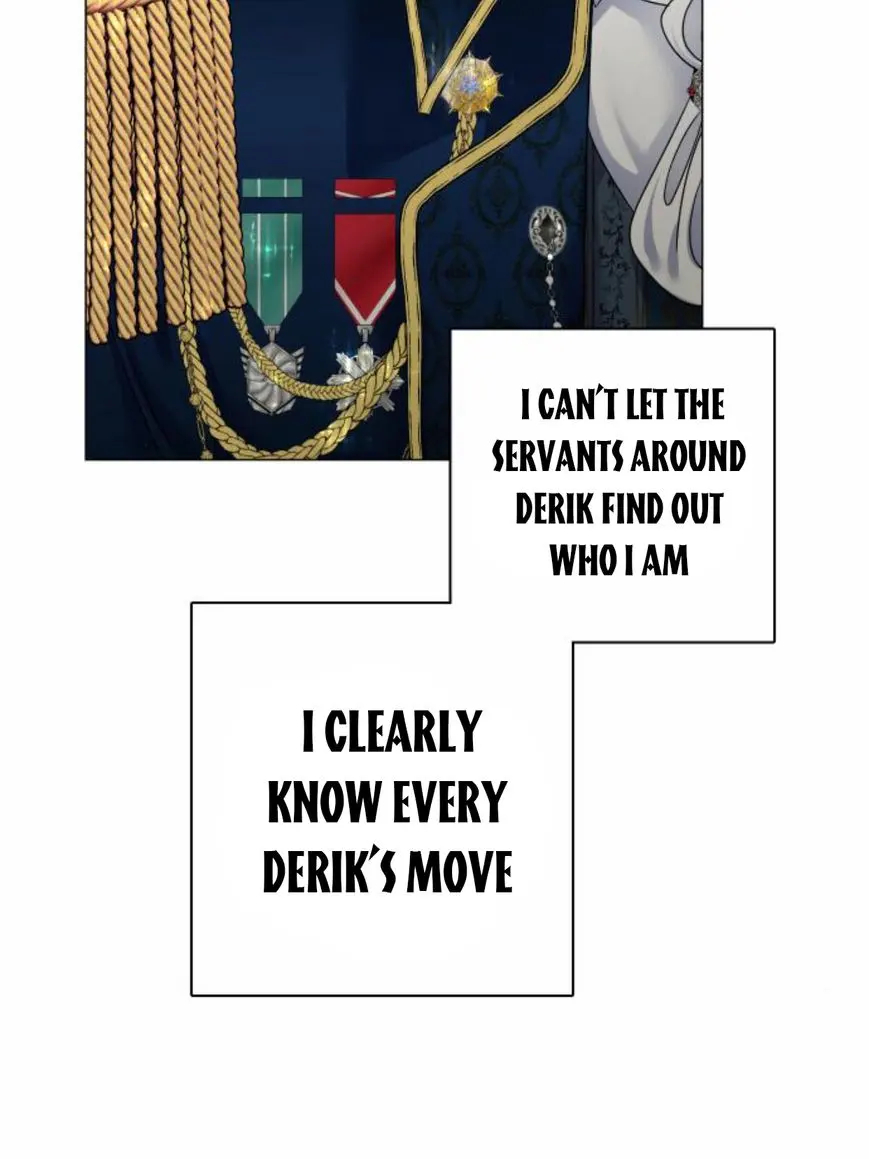 I CAN'T LET THE
SERVANTS AROUND
DERIK FIND OUT
WHO I AM
I CLEARLY
KNOW EVERY
DERIK'S MOVE